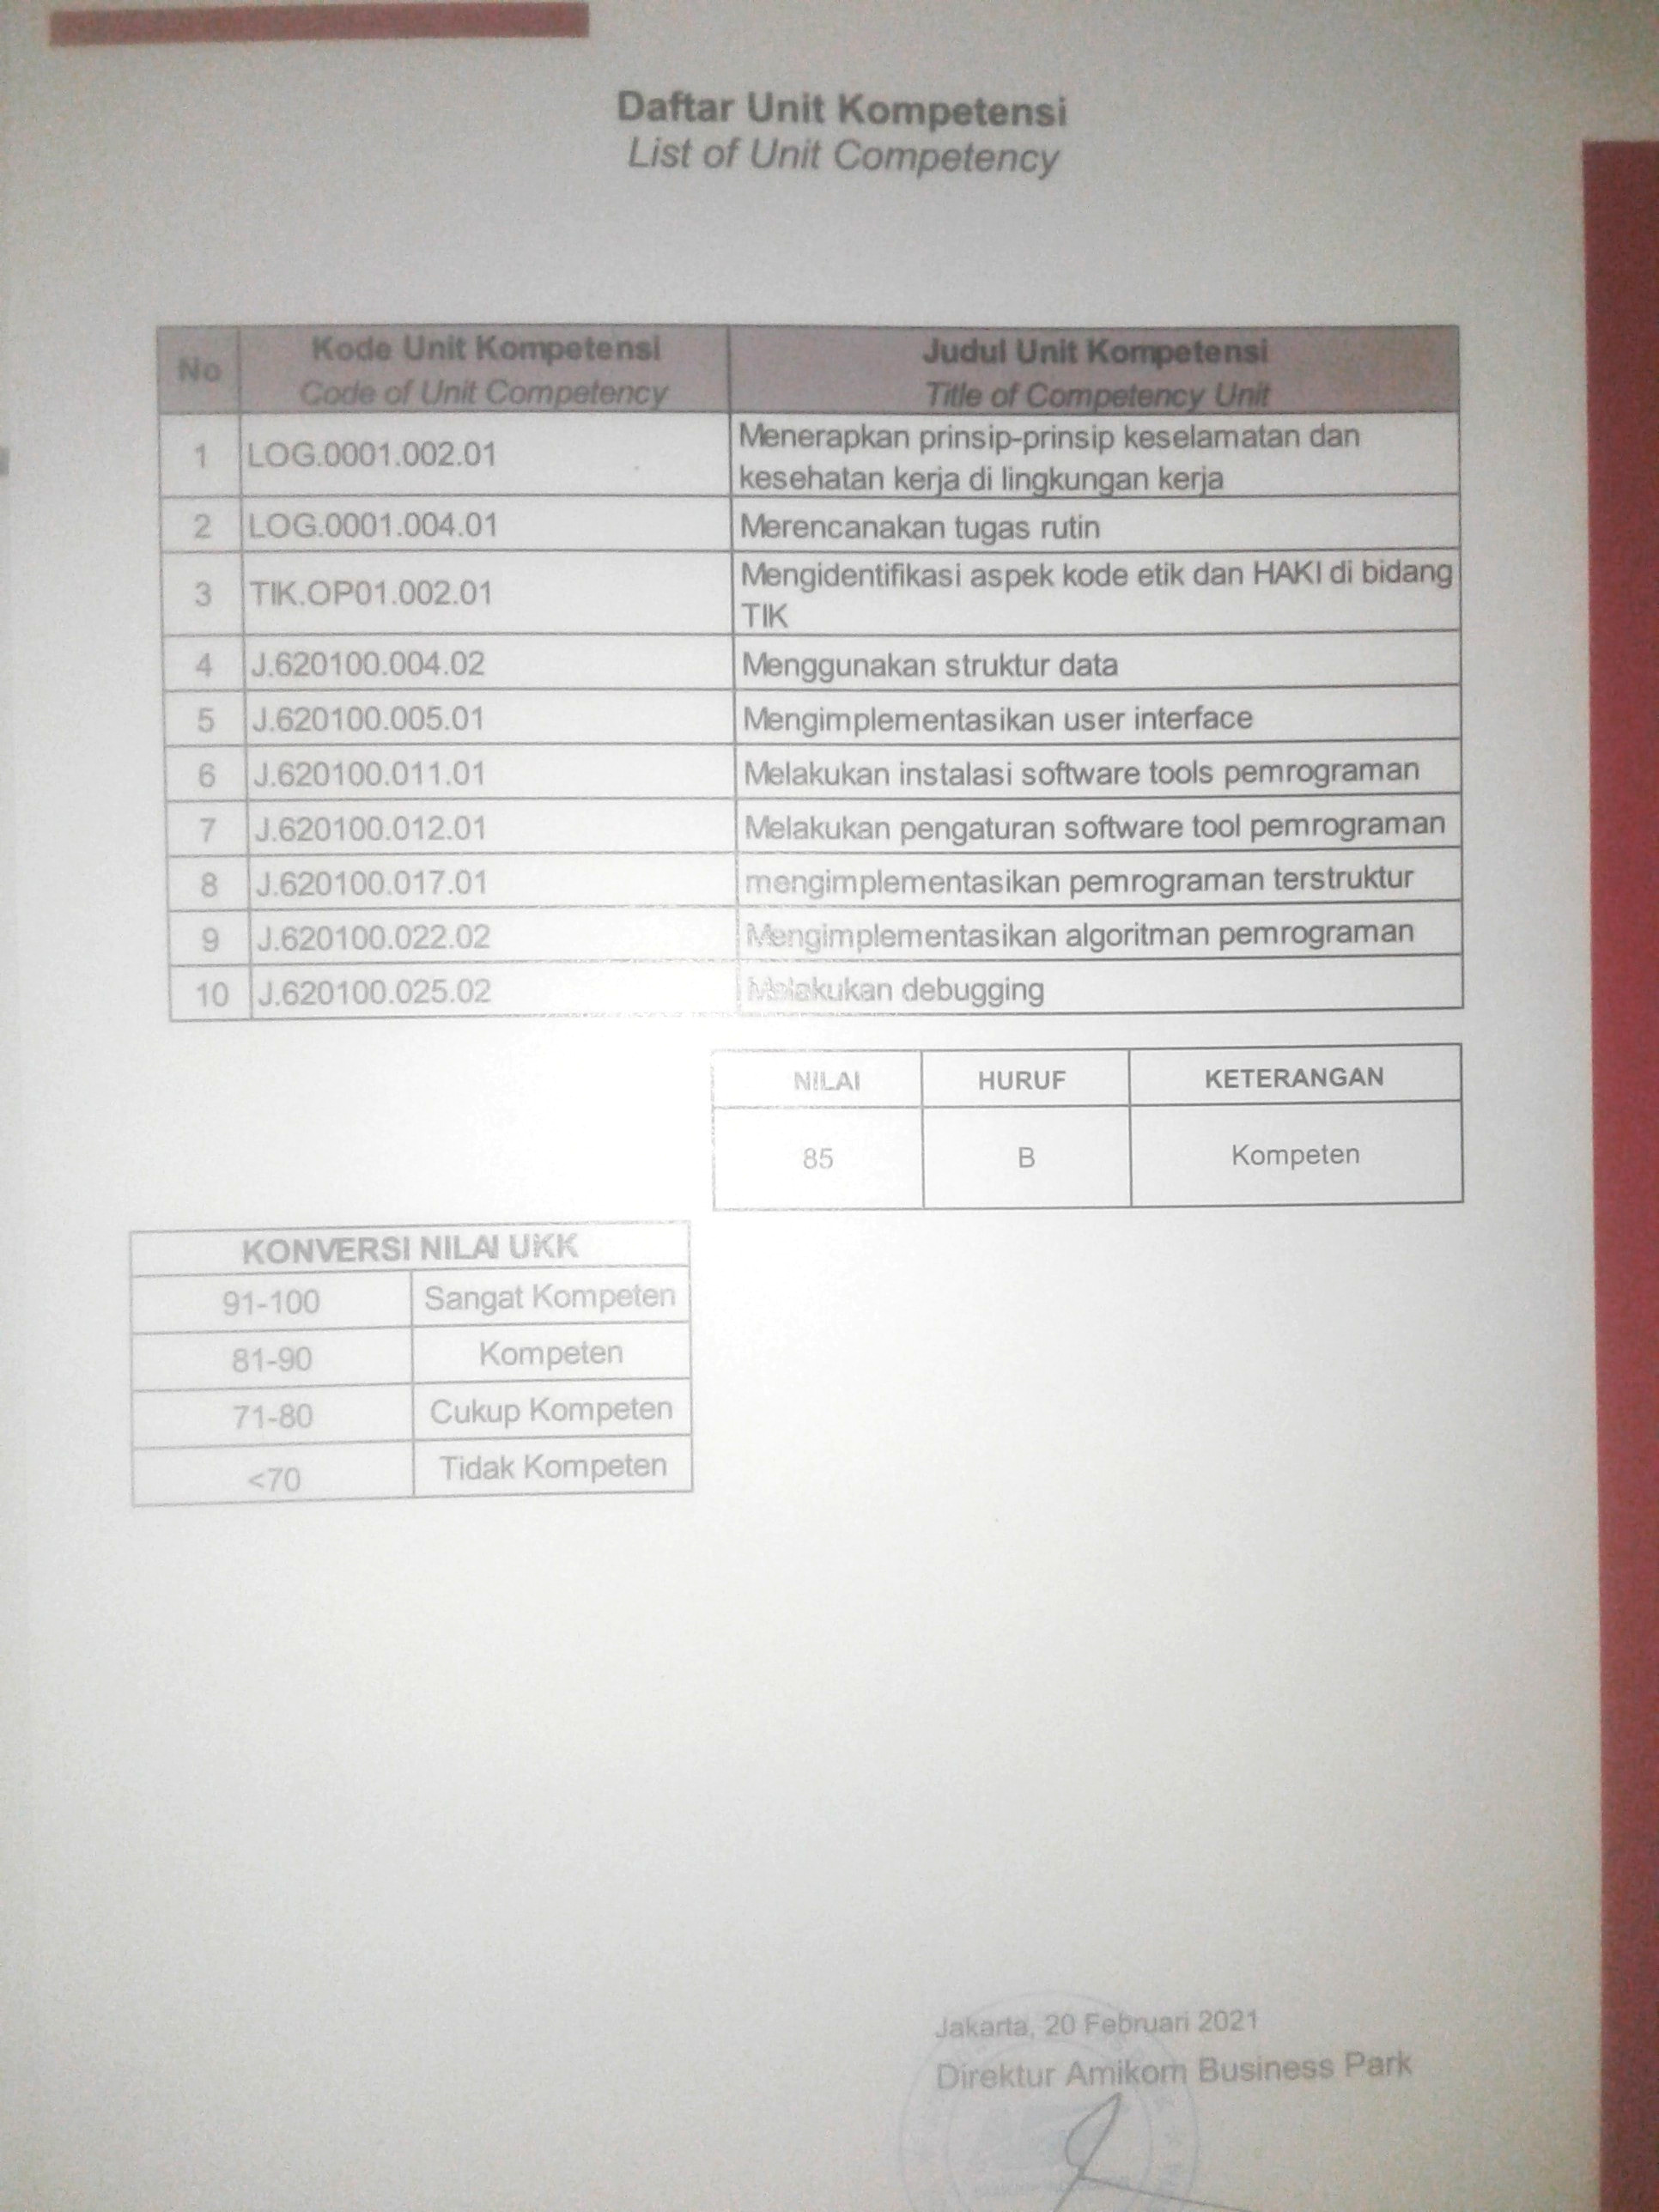 Daftar Unit Kompetensi
List of Unit Competency
No
Kode Unit Kompetensi
Code of Unit Competency
Judul Unit Kompetensi
Title of Competency Unit
1 LOG.0001.002.01 Menerapkan prinsip-prinsip keselamatan dan
kesehatan kerja di lingkungan kerja
2 LOG.0001.004.01 Merencanakan tugas rutin
3 TIK.OP01.002.01 Mengidentifikasi aspek kode etik dan HAKI di bidang
TIK
4 J.620100.004.02 Menggunakan struktur data
5 J.620100.005.01 Mengimplementasikan user interface
6 J.620100.011.01 Melakukan instalasi software tools pemrograman
7 J.620100.012.01 Melakukan pengaturan software tool pemrograman
8 J.620100.017.01 mengimplementasikan pemrograman terstruktur
9 J.620100.022.02 Mengimplementasikan algoritman pemrograman
10 J.620100.025.02 Melakukan debugging
NILAI HURUF KETERANGAN
85 B Kompeten
KONVERSI NILAI UKK
91-100 Sangat Kompeten
81-90 Kompeten
71-80 Cukup Kompeten
<70 Tidak Kompeten
Jakarta, 20 Februari 2021
Direktur Amikom Business Park